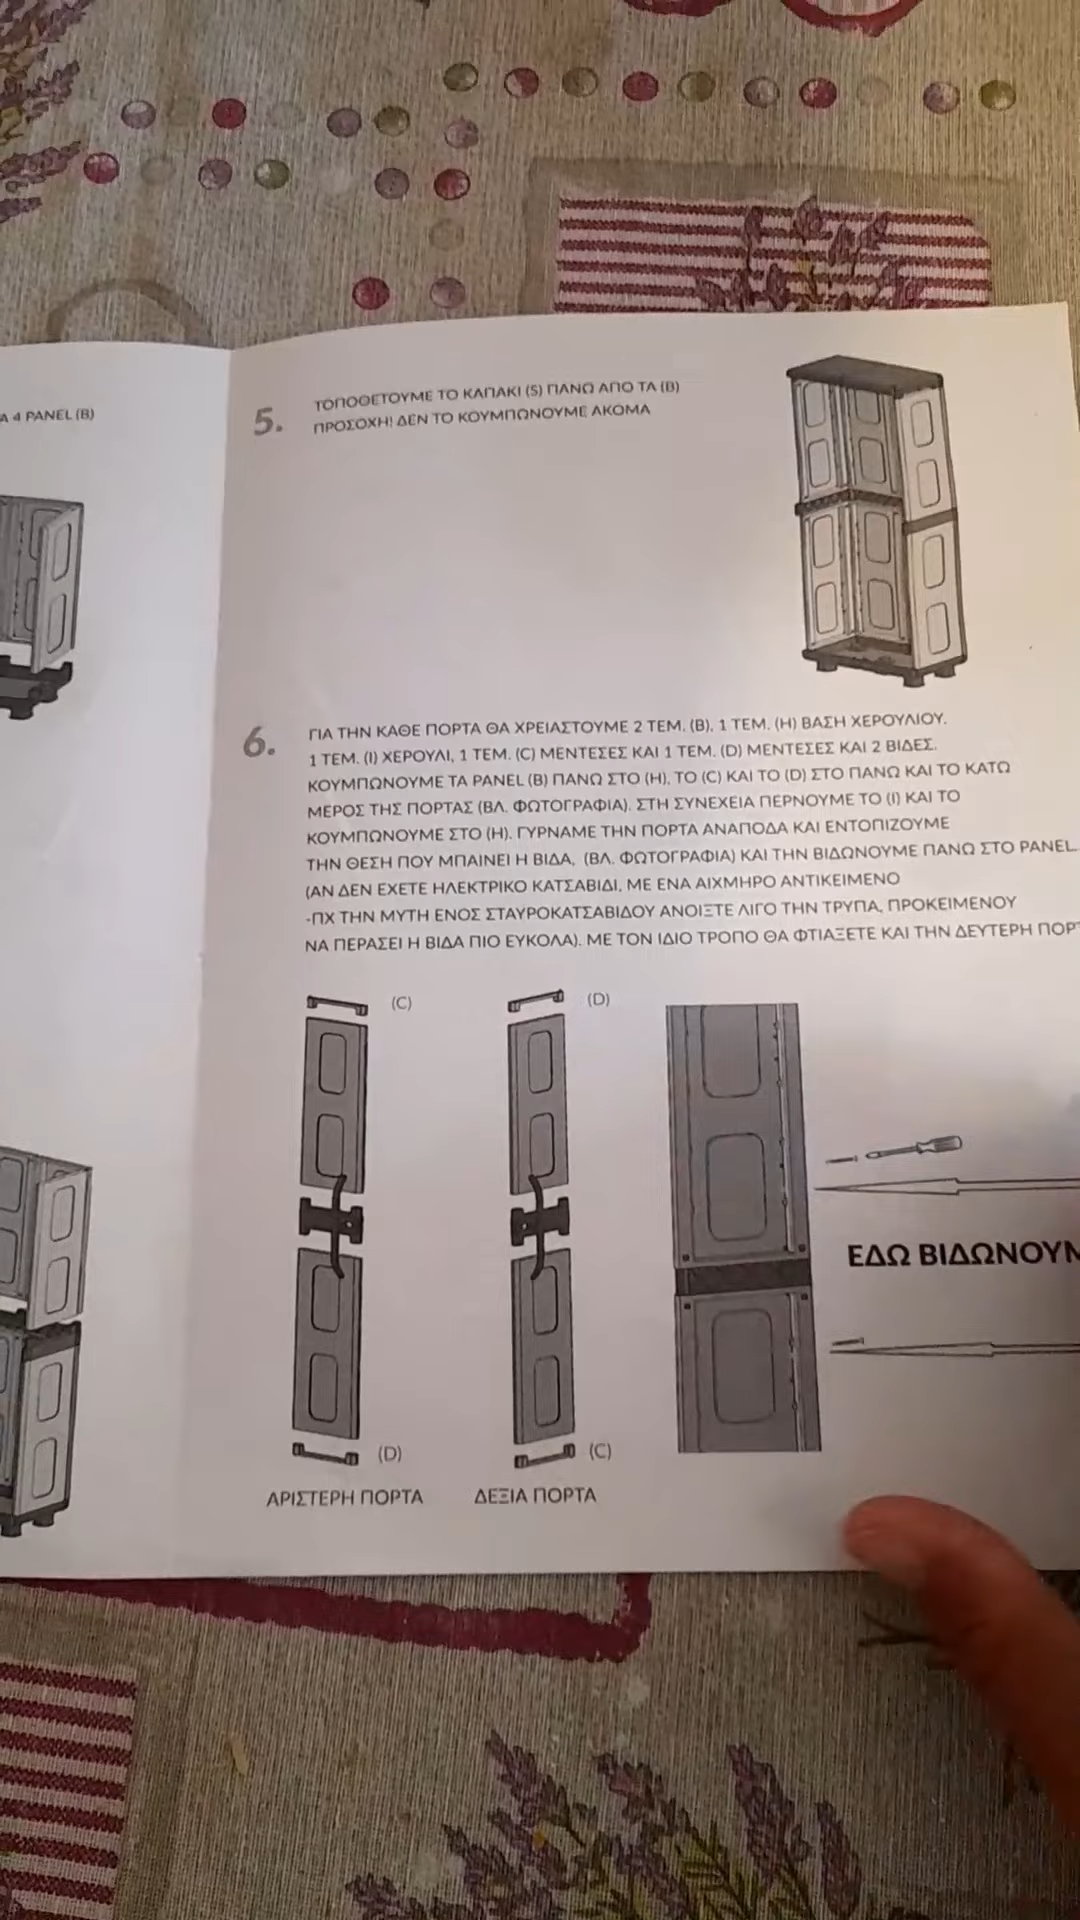 Α 4 PANEL (B)
5.
ΤΟΠΟΘΕΤΟΥΜΕ ΤΟ ΚΑΠΑΚΙ (S) ΠΑΝΩ ΑΠΟ ΤΑ (B)
ΠΡΟΣΟΧΗ! ΔΕΝ ΤΟ ΚΟΥΜΠΩΝΟΥΜΕ ΑΚΟΜΑ
6.
ΓΙΑ ΤΗΝ ΚΑΘΕ ΠΟΡΤΑ ΘΑ ΧΡΕΙΑΣΤΟΥΜΕ 2 ΤΕΜ. (B), 1 ΤΕΜ. (H) ΒΑΣΗ ΧΕΡΟΥΛΙΟΥ.
1 ΤΕΜ. (I) ΧΕΡΟΥΛΙ, 1 ΤΕΜ. (C) ΜΕΝΤΕΣΕΣ ΚΑΙ 1 ΤΕΜ. (D) ΜΕΝΤΕΣΕΣ ΚΑΙ 2 ΒΙΔΕΣ.
ΚΟΥΜΠΩΝΟΥΜΕ ΤΑ PANEL (B) ΠΑΝΩ ΣΤΟ (H), ΤΟ (C) ΚΑΙ ΤΟ (D) ΣΤΟ ΠΑΝΩ ΚΑΙ ΤΟ ΚΑΤΩ
ΜΕΡΟΣ ΤΗΣ ΠΟΡΤΑΣ (ΒΛ. ΦΩΤΟΓΡΑΦΙΑ). ΣΤΗ ΣΥΝΕΧΕΙΑ ΠΕΡΝΟΥΜΕ ΤΟ (I) ΚΑΙ ΤΟ
ΚΟΥΜΠΩΝΟΥΜΕ ΣΤΟ (H). ΓΥΡΝΑΜΕ ΤΗΝ ΠΟΡΤΑ ΑΝΑΠΟΔΑ ΚΑΙ ΕΝΤΟΠΙΖΟΥΜΕ
ΤΗΝ ΘΕΣΗ ΠΟΥ ΜΠΑΙΝΕΙ Η ΒΙΔΑ, (ΒΛ. ΦΩΤΟΓΡΑΦΙΑ) ΚΑΙ ΤΗΝ ΒΙΔΩΝΟΥΜΕ ΠΑΝΩ ΣΤΟ PANEL.
(ΑΝ ΔΕΝ ΕΧΕΤΕ ΗΛΕΚΤΡΙΚΟ ΚΑΤΣΑΒΙΔΙ, ΜΕ ΕΝΑ ΑΙΧΜΗΡΟ ΑΝΤΙΚΕΙΜΕΝΟ
-ΠΧ ΤΗΝ ΜΥΤΗ ΕΝΟΣ ΣΤΑΥΡΟΚΑΤΣΑΒΙΔΟΥ ΑΝΟΙΞΤΕ ΛΙΓΟ ΤΗΝ ΤΡΥΠΑ, ΠΡΟΚΕΙΜΕΝΟΥ
ΝΑ ΠΕΡΑΣΕΙ Η ΒΙΔΑ ΠΙΟ ΕΥΚΟΛΑ). ΜΕ ΤΟΝ ΙΔΙΟ ΤΡΟΠΟ ΘΑ ΦΤΙΑΞΕΤΕ ΚΑΙ ΤΗΝ ΔΕΥΤΕΡΗ ΠΟΡΤ
(C)
(D)
ΕΔΩ ΒΙΔΩΝΟΥΜ
(D)
(C)
ΑΡΙΣΤΕΡΗ ΠΟΡΤΑ
ΔΕΞΙΑ ΠΟΡΤΑ